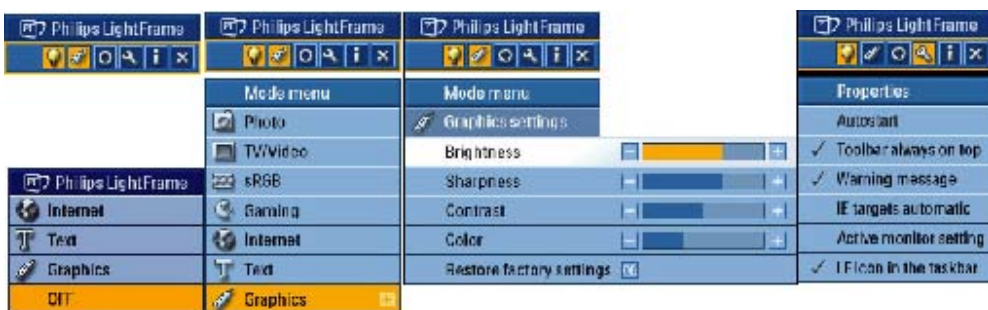 Philips LightFrame
Internet
Text
Graphics
OFF
Philips LightFrame
Mode menu
Photo
TV/Video
sRGB
Gaming
Internet
Text
Graphics
Philips LightFrame
Mode menu
Graphics settings
Brightness
Sharpness
Contrast
Color
Restore factory settings
Philips LightFrame
Properties
Autostart
Toolbar always on top
Warning message
IE targets automatic
Active monitor setting
LF icon in the taskbar
Philips LightFrame